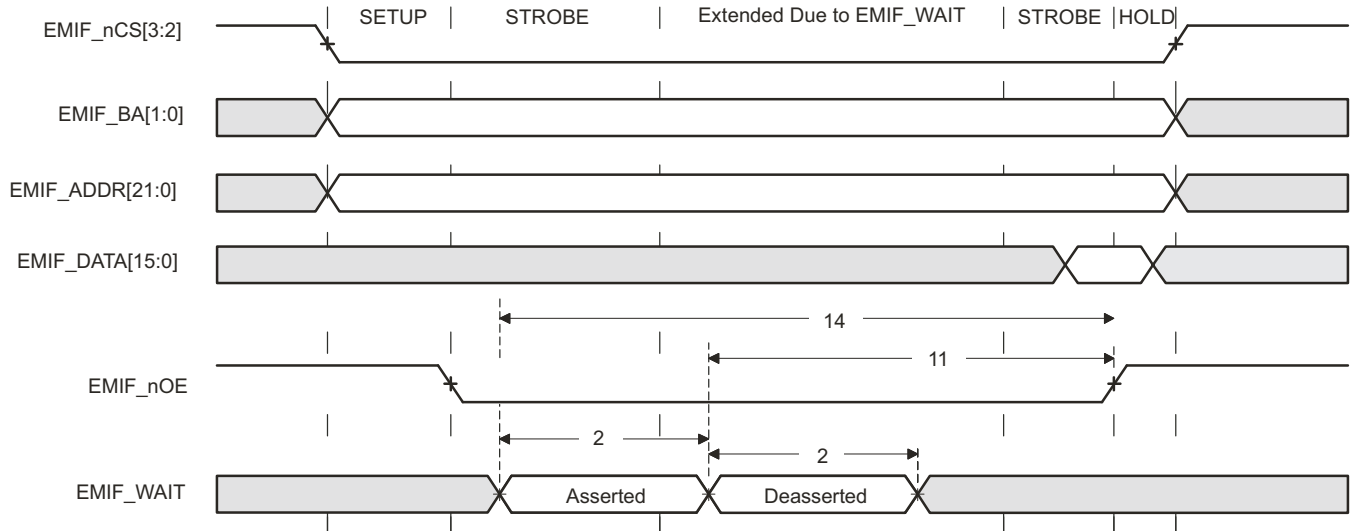 SETUP STROBE Extended Due to EMIF_WAIT STROBE HOLD
EMIF_nCS[3:2]
EMIF_BA[1:0]
EMIF_ADDR[21:0]
EMIF_DATA[15:0]
14
11
EMIF_nOE
2
2
EMIF_WAIT Asserted Deasserted